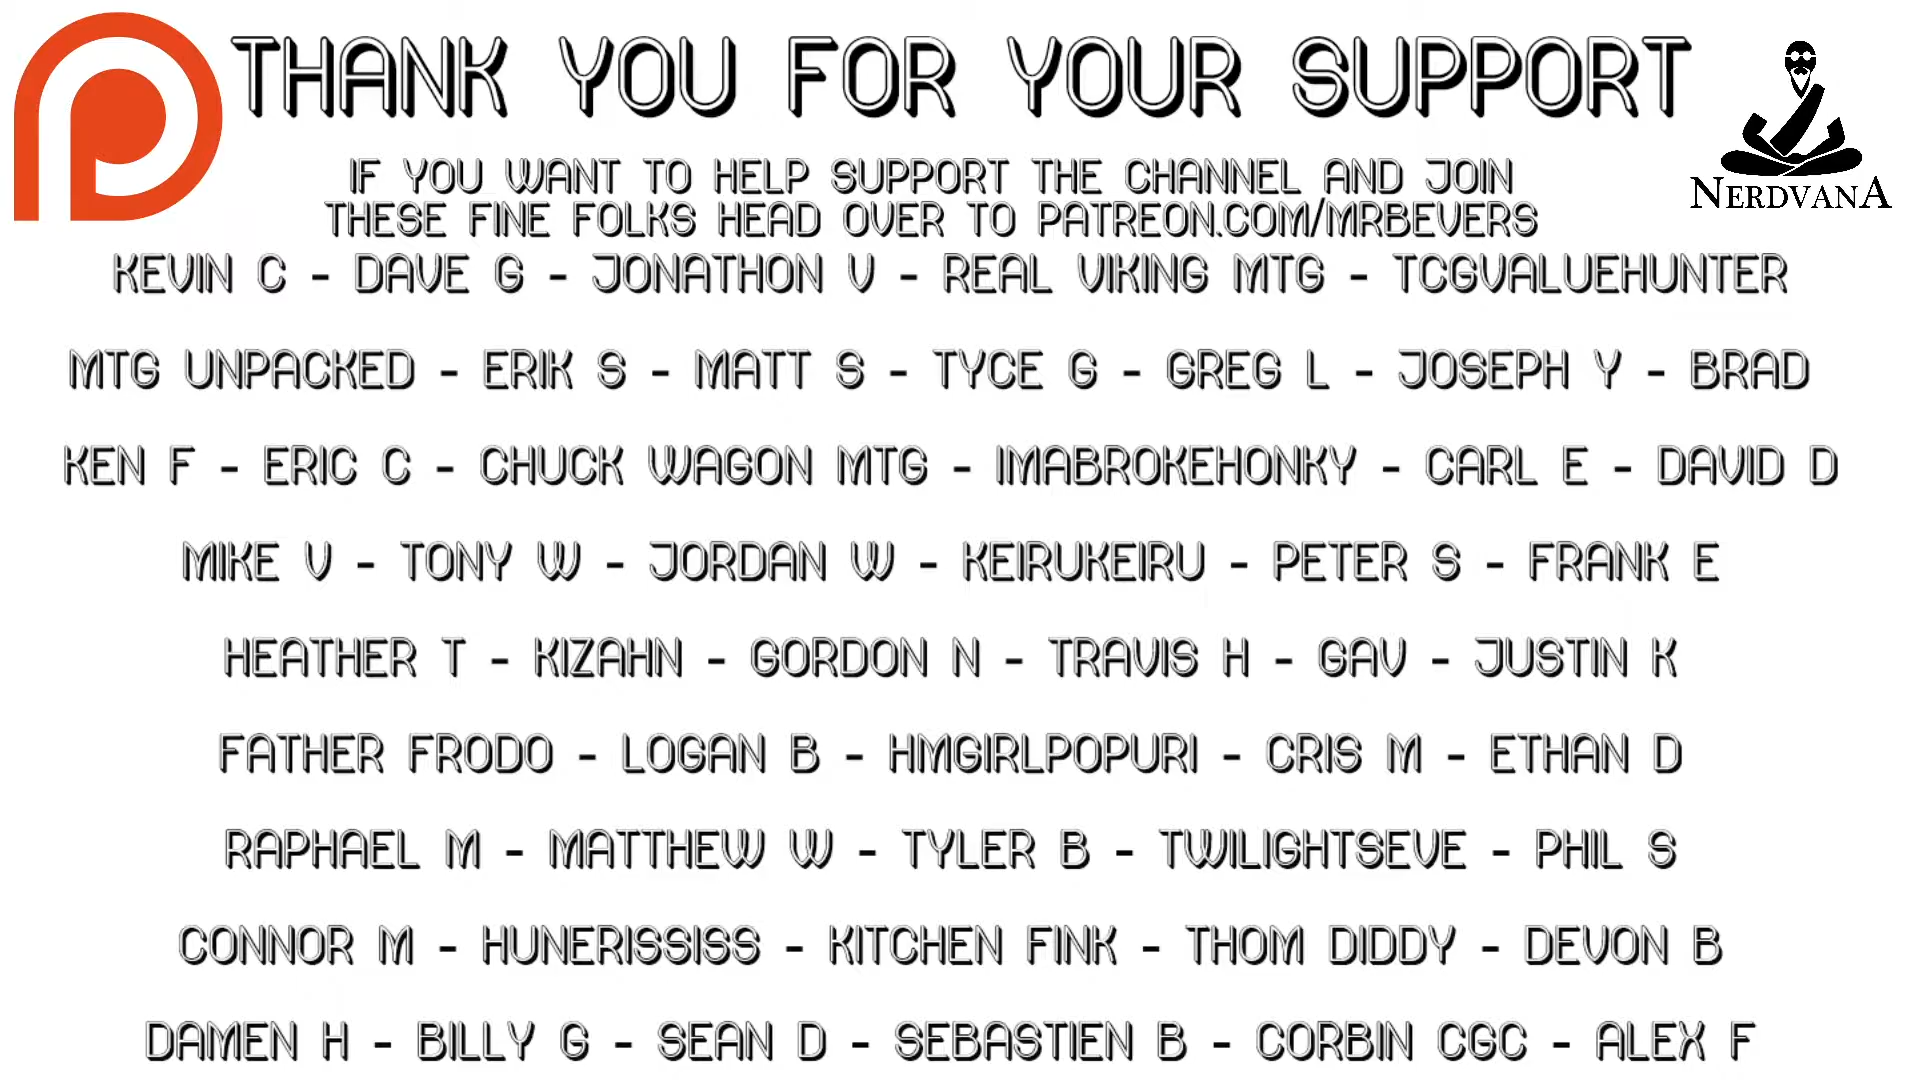 THANK YOU FOR YOUR SUPPORT
NERDVANA
IF YOU WANT TO HELP SUPPORT THE CHANNEL AND JOIN
THESE FINE FOLKS HEAD OVER TO PATREON.COM/MRBEVERS
KEVIN C - DAVE G - JONATHON V - REAL VIKING MTG - TCGVALUEHUNTER
MTG UNPACKED - ERIK S - MATT S - TYCE G - GREG L - JOSEPH Y - BRAD
KEN F - ERIC C - CHUCK WAGON MTG - IMABROKEHONKY - CARL E - DAVID D
MIKE V - TONY W - JORDAN W - KEIRUKEIRU - PETER S - FRANK E
HEATHER T - KIZAHN - GORDON N - TRAVIS H - GAV - JUSTIN K
FATHER FRODO - LOGAN B - HMGIRLPOPURI - CRIS M - ETHAN D
RAPHAEL M - MATTHEW W - TYLER B - TWILIGHTSEVE - PHIL S
CONNOR M - HUNERISSISS - KITCHEN FINK - THOM DIDDY - DEVON B
DAMEN H - BILLY G - SEAN D - SEBASTIEN B - CORBIN CGC - ALEX F